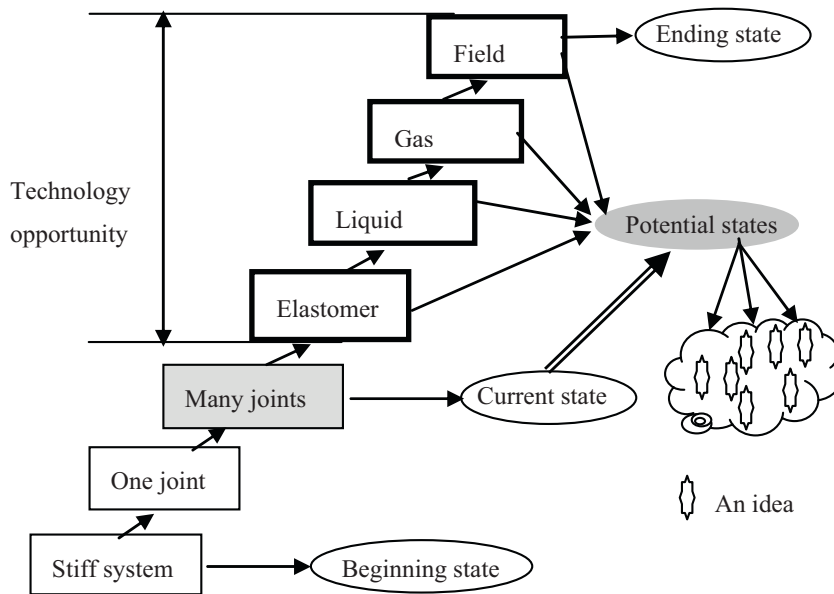 Ending state
Field
Gas
Technology
opportunity
Liquid
Potential states
Elastomer
Many joints
Current state
One joint
An idea
Stiff system
Beginning state